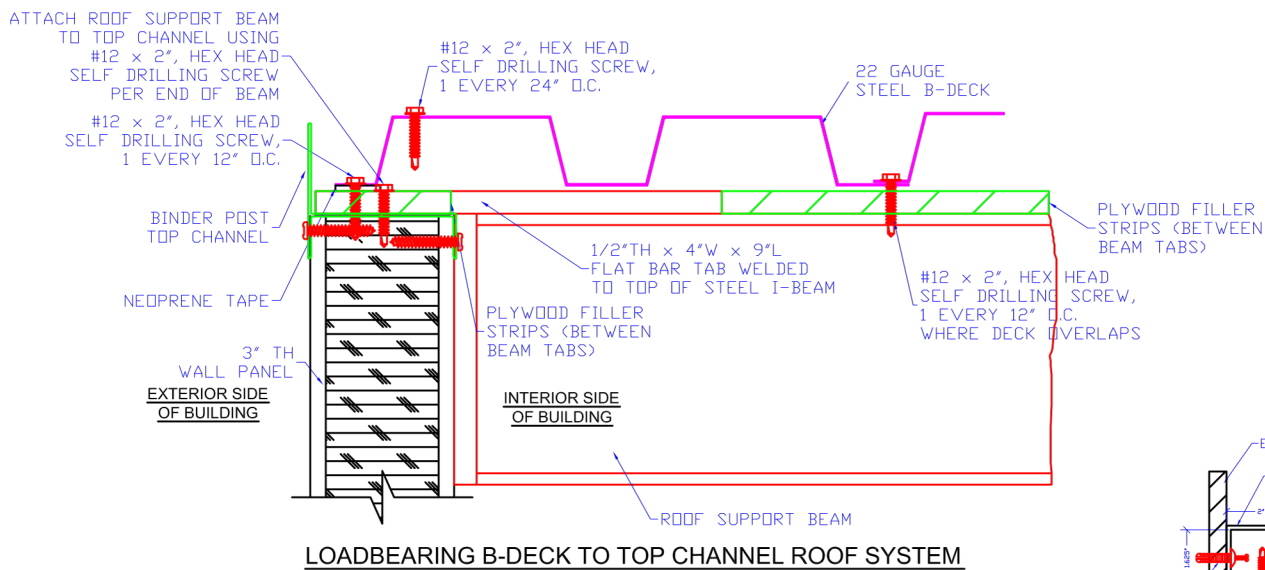 ATTACH ROOF SUPPORT BEAM
TO TOP CHANNEL USING
#12 x 2", HEX HEAD
SELF DRILLING SCREW
PER END OF BEAM
#12 x 2", HEX HEAD
SELF DRILLING SCREW,
1 EVERY 12" O.C.
#12 x 2", HEX HEAD
SELF DRILLING SCREW,
1 EVERY 24" O.C.
22 GAUGE
STEEL B-DECK
BINDER POST
TOP CHANNEL
NEOPRENE TAPE
3" TH
WALL PANEL
EXTERIOR SIDE
OF BUILDING
1/2"TH x 4"W x 9"L
FLAT BAR TAB WELDED
TO TOP OF STEEL I-BEAM
PLYWOOD FILLER
STRIPS (BETWEEN
BEAM TABS)
INTERIOR SIDE
OF BUILDING
PLYWOOD FILLER
STRIPS (BETWEEN
BEAM TABS)
#12 x 2", HEX HEAD
SELF DRILLING SCREW,
1 EVERY 12" O.C.
WHERE DECK OVERLAPS
ROOF SUPPORT BEAM
LOADBEARING B-DECK TO TOP CHANNEL ROOF SYSTEM
1.625"